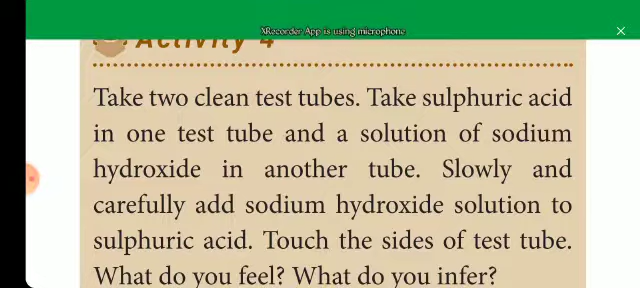 XRecorder App is using microphone
Activity 4
Take two clean test tubes. Take sulphuric acid
in one test tube and a solution of sodium
hydroxide in another tube. Slowly and
carefully add sodium hydroxide solution to
sulphuric acid. Touch the sides of test tube.
What do you feel? What do you infer?